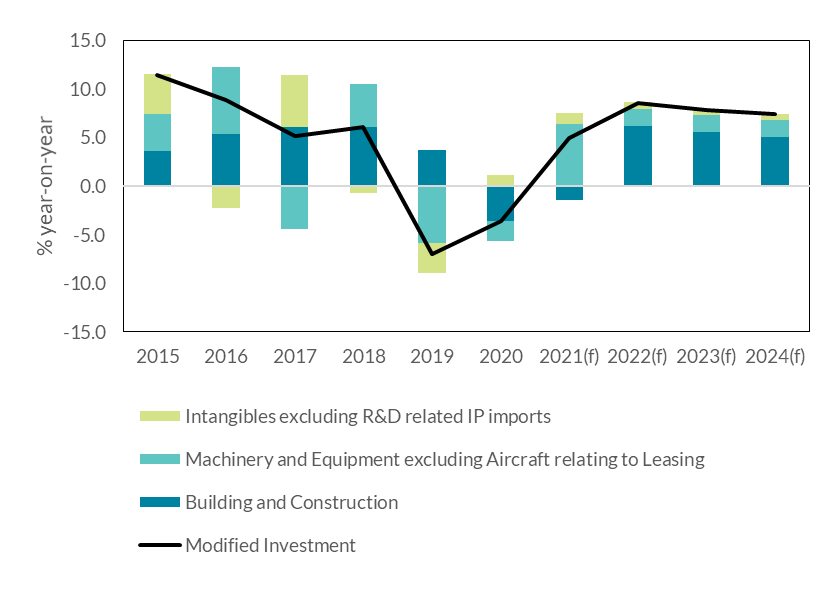 % year-on-year
15.0
10.0
5.0
0.0
-5.0
-10.0
-15.0
2015 2016 2017 2018 2019 2020 2021(f) 2022(f) 2023(f) 2024(f)
Intangibles excluding R&D related IP imports
Machinery and Equipment excluding Aircraft relating to Leasing
Building and Construction
Modified Investment